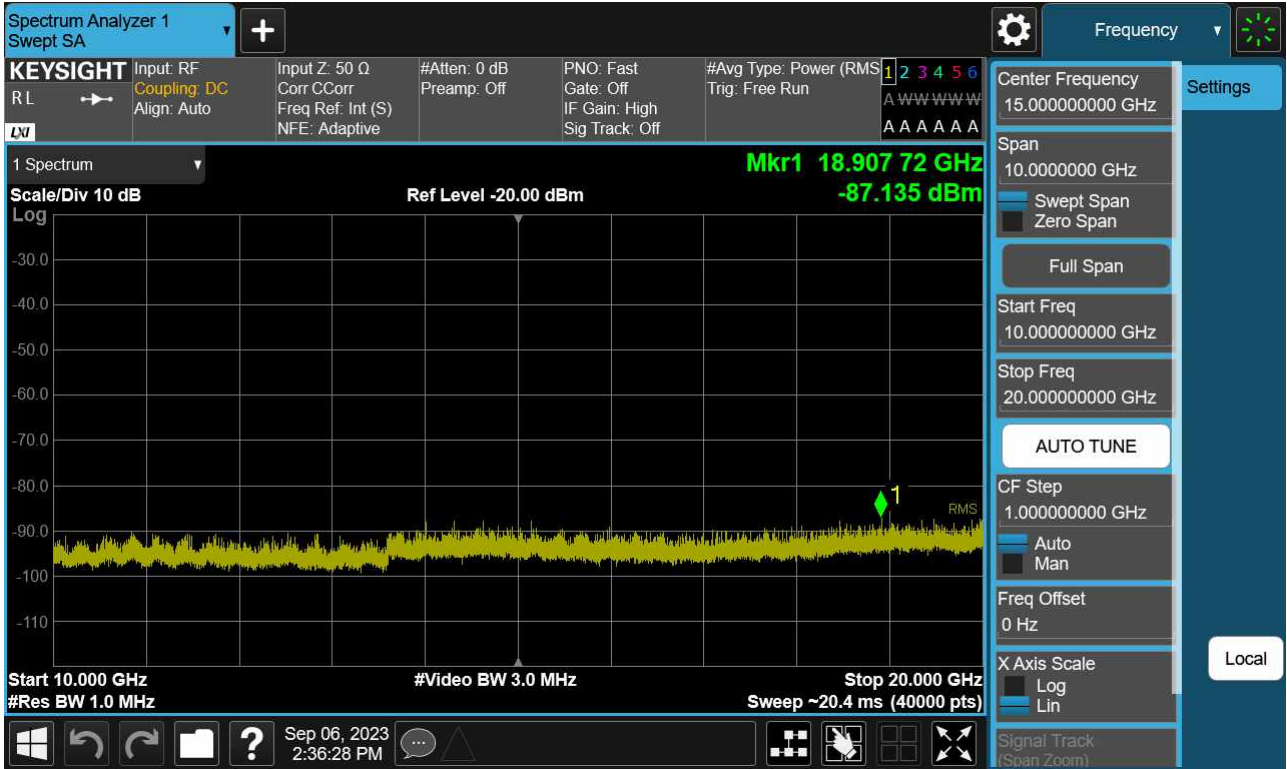 Spectrum Analyzer 1
Swept SA
Frequency
KEYSIGHT
R L
LXI
Input: RF
Coupling: DC
Align: Auto
Input Z: 50 Ω
Corr CCorr
Freq Ref: Int (S)
NFE: Adaptive
#Atten: 0 dB
Preamp: Off
PNO: Fast
Gate: Off
IF Gain: High
Sig Track: Off
#Avg Type: Power (RMS
Trig: Free Run
1 2 3 4 5 6
A W W W W W
A A A A A A
1 Spectrum
Scale/Div 10 dB
Log
Ref Level -20.00 dBm
Mkr1 18.907 72 GHz
-87.135 dBm
-30.0
-40.0
-50.0
-60.0
-70.0
-80.0
-90.0
-100
-110
1
RMS
Start 10.000 GHz
#Res BW 1.0 MHz
#Video BW 3.0 MHz
Stop 20.000 GHz
Sweep ~20.4 ms (40000 pts)
Sep 06, 2023
2:36:28 PM
Center Frequency
15.000000000 GHz
Span
10.0000000 GHz
Swept Span
Zero Span
Full Span
Start Freq
10.000000000 GHz
Stop Freq
20.000000000 GHz
AUTO TUNE
CF Step
1.000000000 GHz
Auto
Man
Freq Offset
0 Hz
X Axis Scale
Log
Lin
Signal Track
(Span Zoom)
Settings
Local